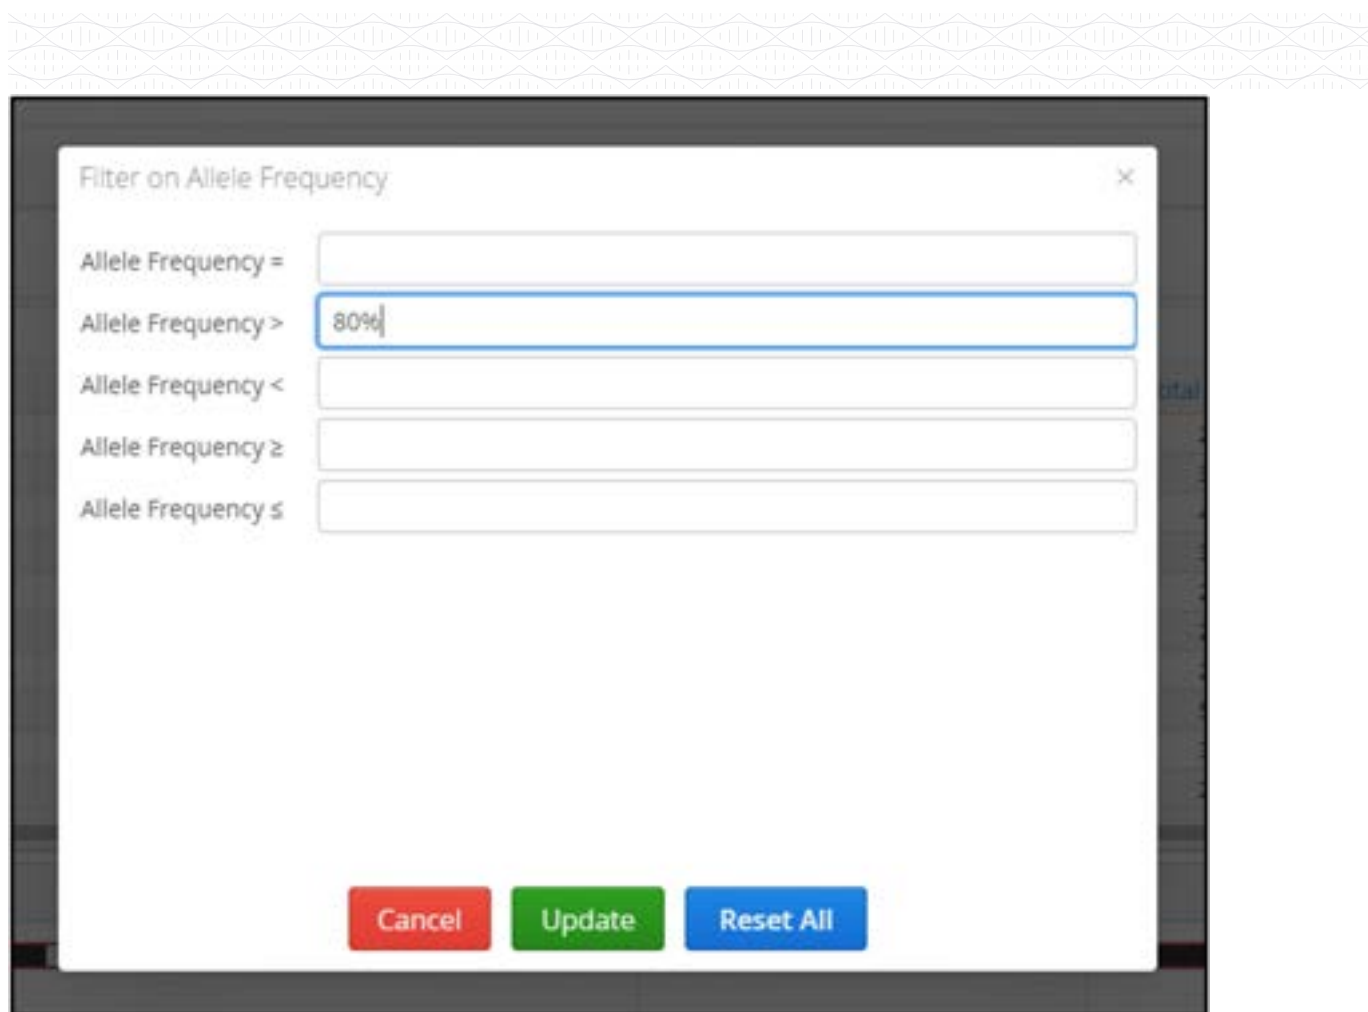 Filter on Allele Frequency ×
Allele Frequency =
Allele Frequency > 80%
Allele Frequency <
Allele Frequency ≥
Allele Frequency ≤
Cancel Update Reset All